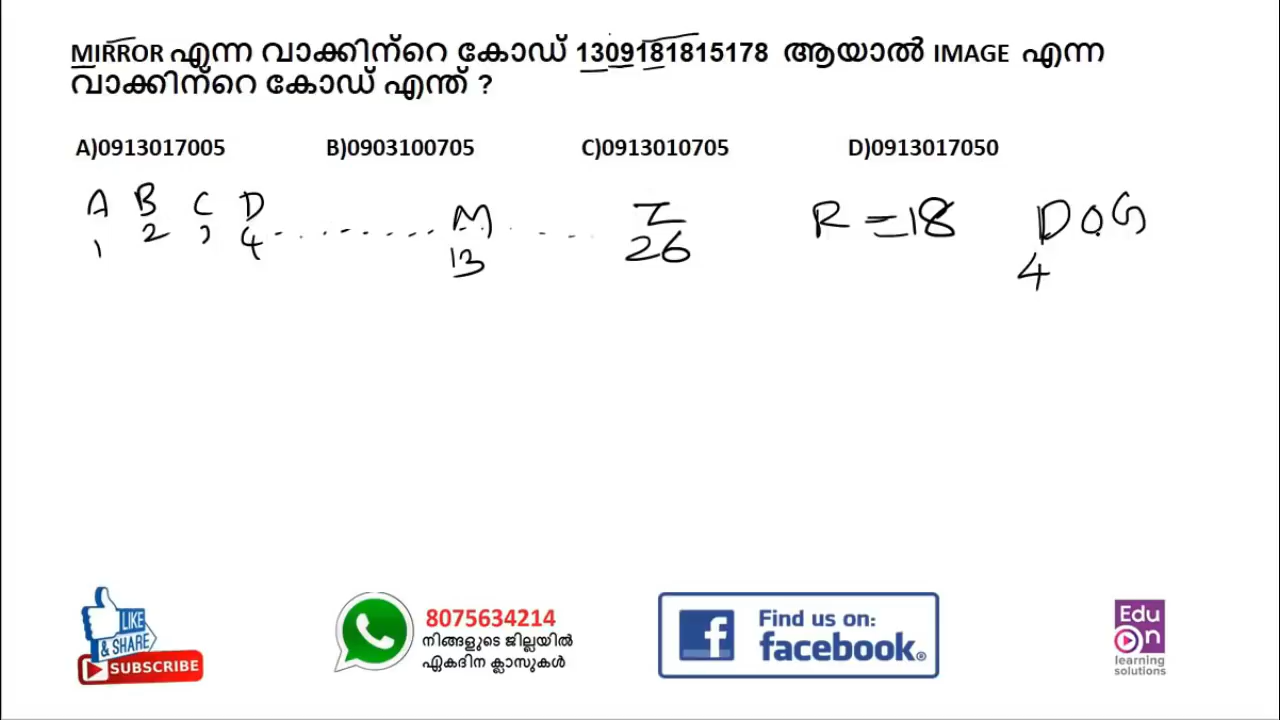 MIRROR എന്ന വാക്കിന്റെ കോഡ് 1309181815178 ആയാൽ IMAGE എന്ന
വാക്കിന്റെ കോഡ് എന്ത് ?
A)0913017005 B)0903100705 C)0913010705 D)0913017050
A B C D M Z R =18 DOG
1 2 3 4 13 26 4
LIKE & SHARE
SUBSCRIBE
8075634214
നിങ്ങളുടെ ജില്ലയിൽ
ഏകദിന ക്ലാസുകൾ
Find us on:
facebook®
Edu
On
learning
solutions